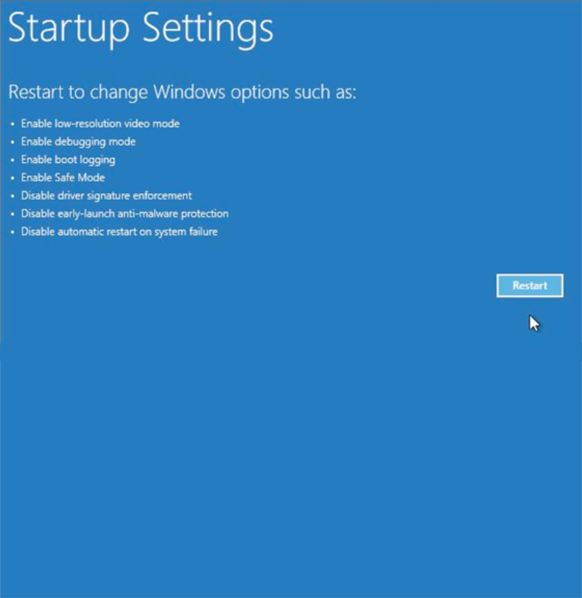 Startup Settings
Restart to change Windows options such as:
• Enable low-resolution video mode
• Enable debugging mode
• Enable boot logging
• Enable Safe Mode
• Disable driver signature enforcement
• Disable early-launch anti-malware protection
• Disable automatic restart on system failure
Restart